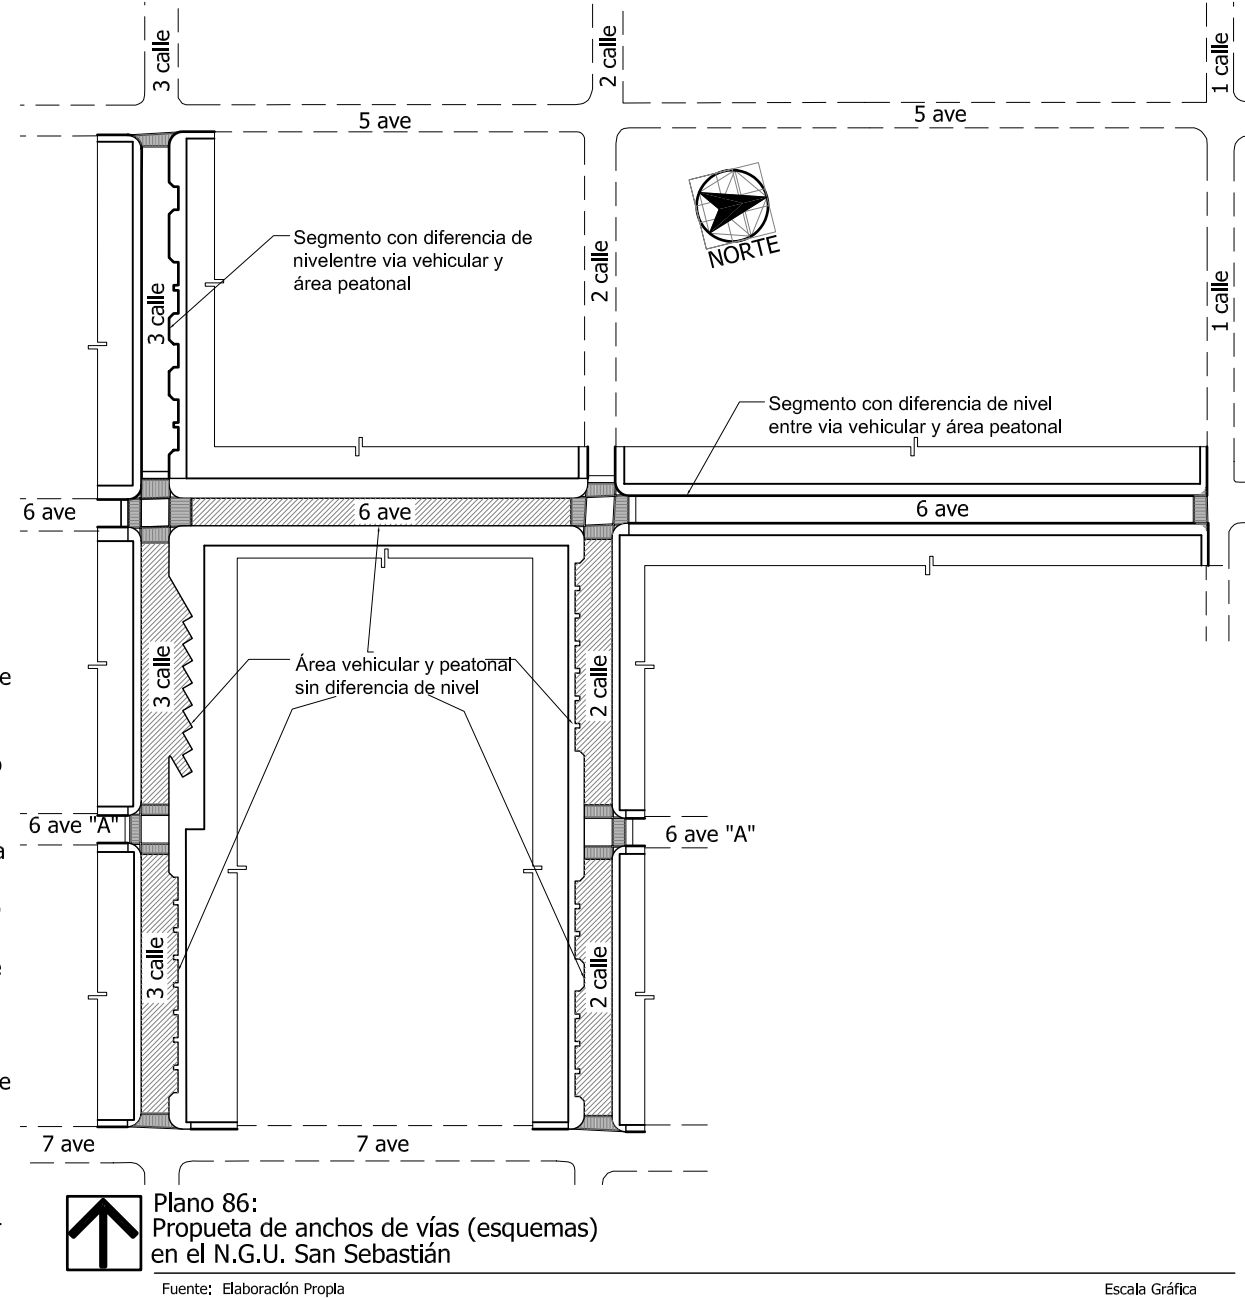 3 calle
2 calle
1 calle
5 ave
5 ave
NORTE
Segmento con diferencia de
nivelentre via vehicular y
área peatonal
3 calle
2 calle
1 calle
Segmento con diferencia de nivel
entre via vehicular y área peatonal
6 ave
6 ave
6 ave
Área vehicular y peatonal
sin diferencia de nivel
3 calle
2 calle
6 ave "A"
6 ave "A"
3 calle
2 calle
7 ave
7 ave
Plano 86:
Propueta de anchos de vías (esquemas)
en el N.G.U. San Sebastián
Fuente: Elaboración Propia
Escala Gráfica